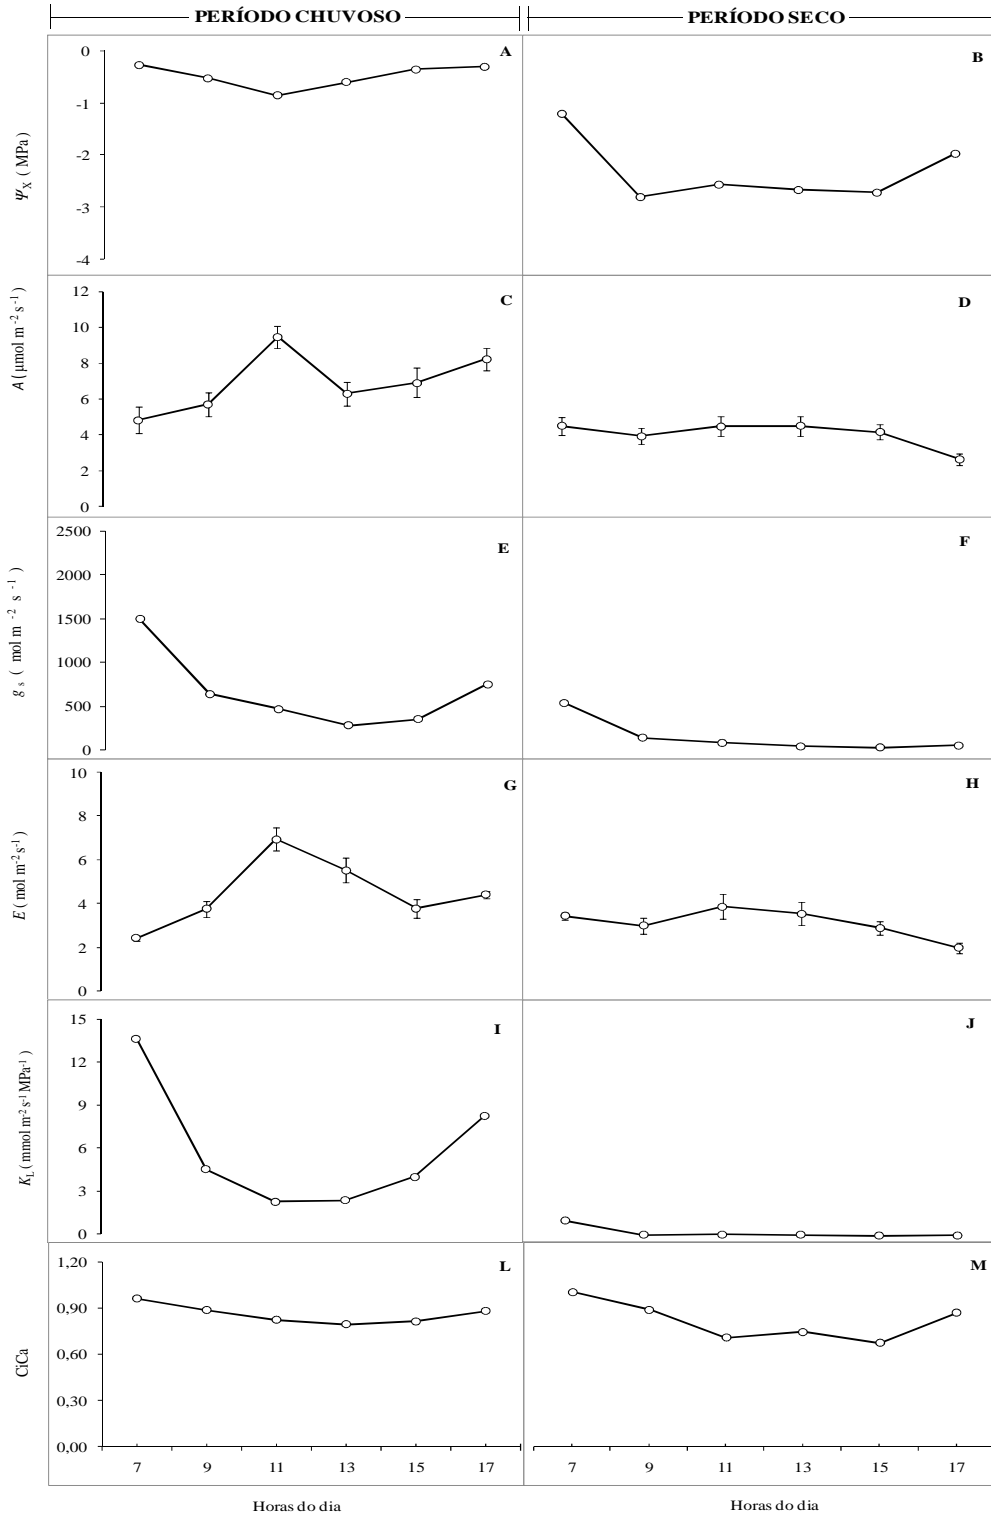 PERÍODO CHUVOSO
PERÍODO SECO
A
B
Ψx ( MPa)
0
-1
-2
-3
-4
C
D
A (µmol m-2 s-1)
12
10
8
6
4
2
0
E
F
gs ( mol m-2 s-1 )
2500
2000
1500
1000
500
0
G
H
E ( mol m-2 s-1)
10
8
6
4
2
0
I
J
KL ( mmol m-2 s-1 MPa-1 )
15
12
9
6
3
0
L
M
CiCa
1,20
0,90
0,60
0,30
0,00
7 9 11 13 15 17
7 9 11 13 15 17
Horas do dia
Horas do dia